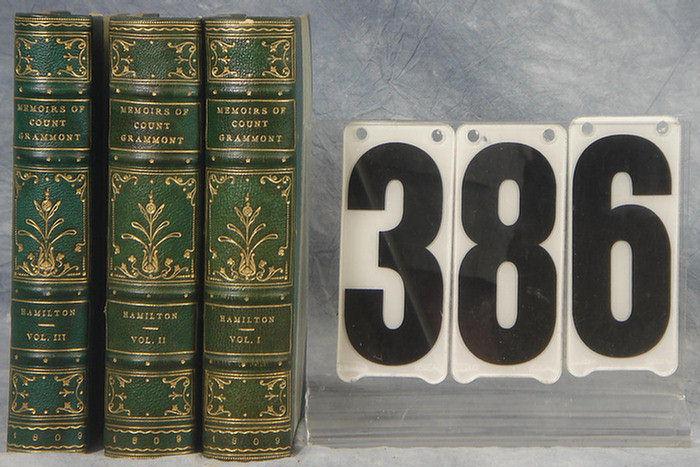 MEMOIRS OF
COUNT
GRAMMONT
HAMILTON
VOL. III
1809
MEMOIRS OF
COUNT
GRAMMONT
HAMILTON
VOL. II
1809
MEMOIRS OF
COUNT
GRAMMONT
HAMILTON
VOL. I
1809
386